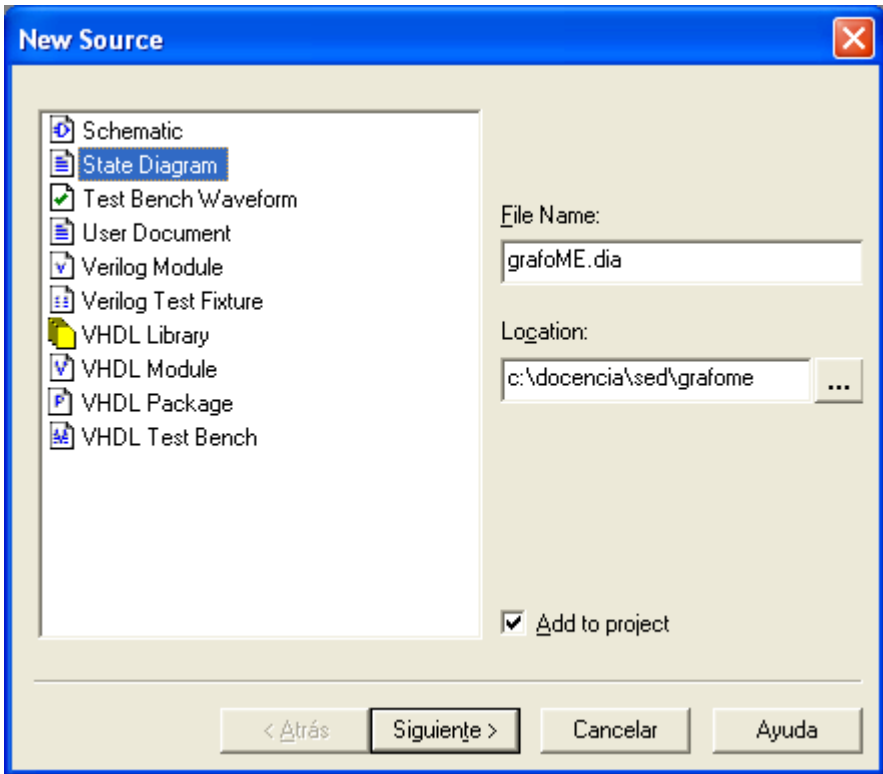 New Source
Schematic
State Diagram
Test Bench Waveform
User Document
Verilog Module
Verilog Test Fixture
VHDL Library
VHDL Module
VHDL Package
VHDL Test Bench
File Name:
grafoME.dia
Location:
c:\docencia\sed\grafome
...
Add to project
< Atrás
Siguiente >
Cancelar
Ayuda